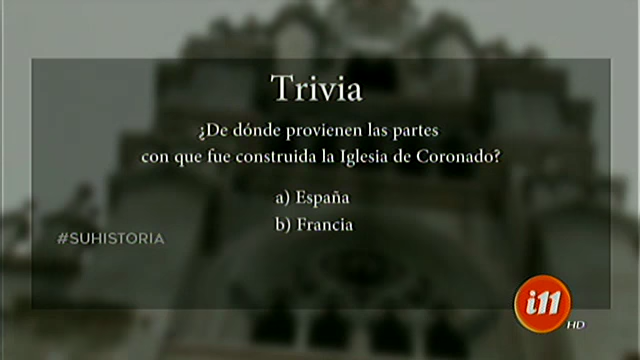 Trivia
¿De dónde provienen las partes
con que fue construida la Iglesia de Coronado?
a) España
b) Francia
#SUHISTORIA
i11
HD